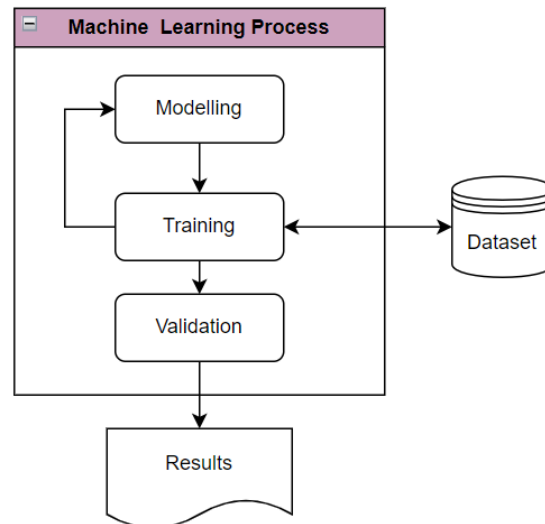 Machine Learning Process
Modelling
Training
Dataset
Validation
Results